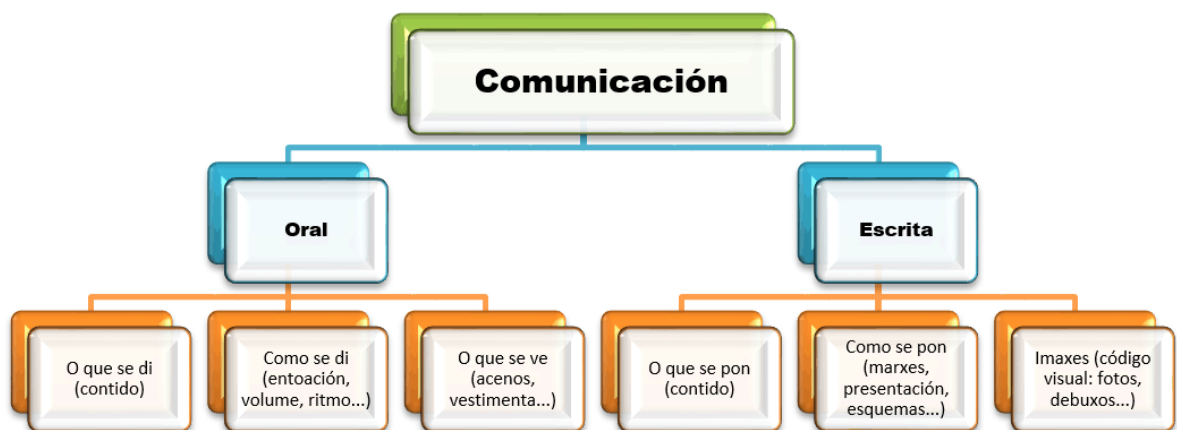 Comunicación
Oral
Escrita
O que se di
(contido)
Como se di
(entoación,
volume, ritmo...)
O que se ve
(acenos,
vestimenta...)
O que se pon
(contido)
Como se pon
(marxes,
presentación,
esquemas...)
Imaxes (código
visual: fotos,
debuxos...)